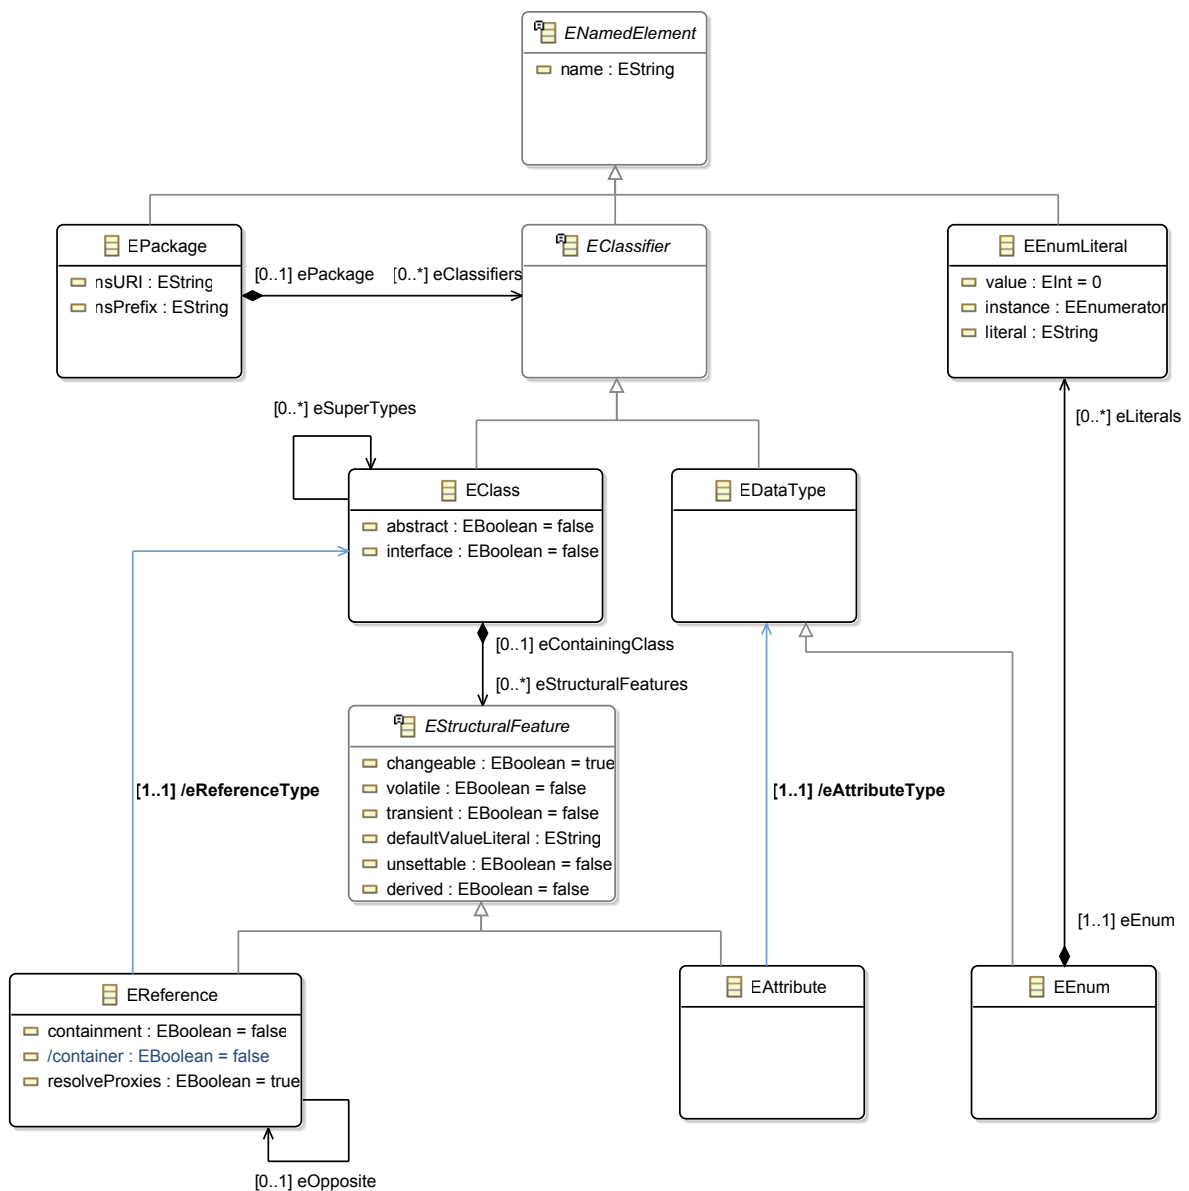 ENamedElement
name : EString
EPackage
nsURI : EString
nsPrefix : EString
[0..1] ePackage
[0..*] eClassifiers
EClassifier
EEnumLiteral
value : EInt = 0
instance : EEnumerator
literal : EString
[0..*] eSuperTypes
[0..*] eLiterals
EClass
abstract : EBoolean = false
interface : EBoolean = false
EDataType
[0..1] eContainingClass
[0..*] eStructuralFeatures
EStructuralFeature
changeable : EBoolean = true
volatile : EBoolean = false
transient : EBoolean = false
defaultValueLiteral : EString
unsettable : EBoolean = false
derived : EBoolean = false
[1..1] /eReferenceType
[1..1] /eAttributeType
[1..1] eEnum
EReference
containment : EBoolean = false
/container : EBoolean = false
resolveProxies : EBoolean = true
EAttribute
EEnum
[0..1] eOpposite